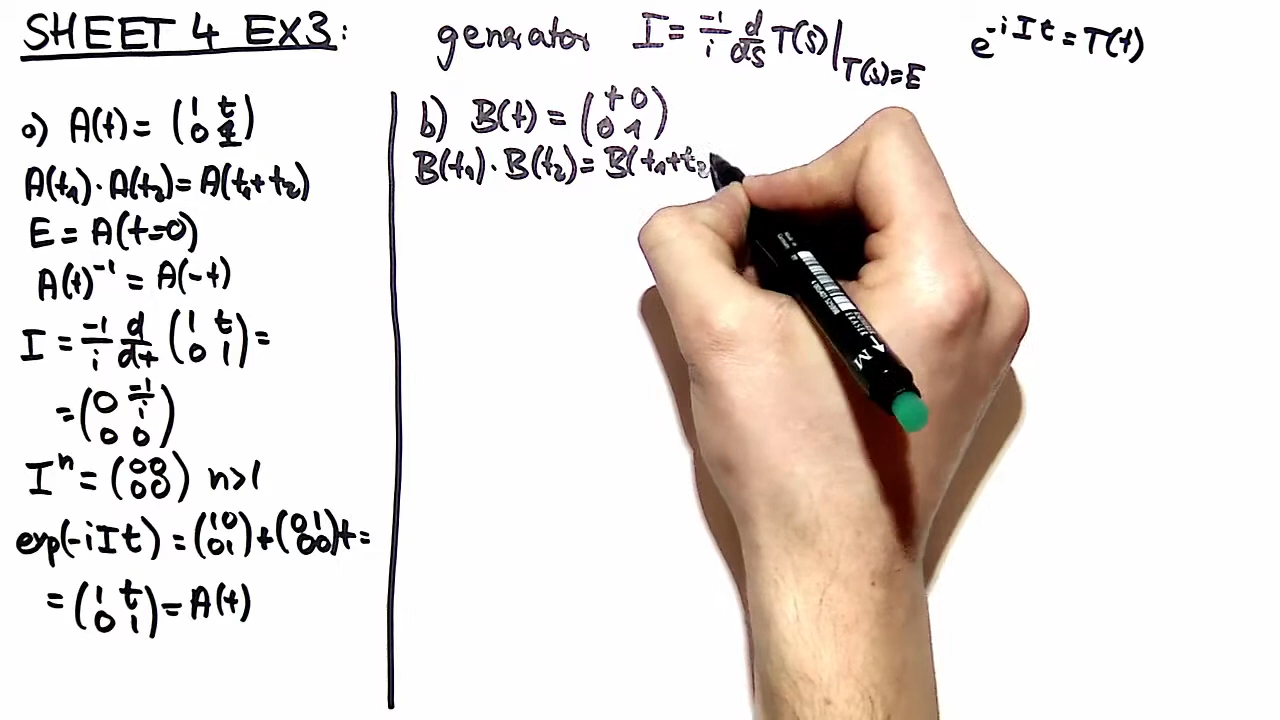 SHEET 4 EX3:
generator I = -1/i d/ds T(s)|T(s)=E
e^-iIt = T(t)
a) A(t) = (1 t
0 1)
A(t₁)·A(t₂) = A(t₁+t₂)
E = A(t=0)
A(t)⁻¹ = A(-t)
I = -1/i d/dt (1 t
0 1) =
= (0 -1/i
0 0)
Iⁿ = (0 0
0 0) n>1
exp(-iIt) = (1 0
0 1) + (0 1
0 0)t =
= (1 t
0 1) = A(t)
b) B(t) = (t 0
0 1)
B(t₁)·B(t₂) = B(t₁+t₂
M
ERASER